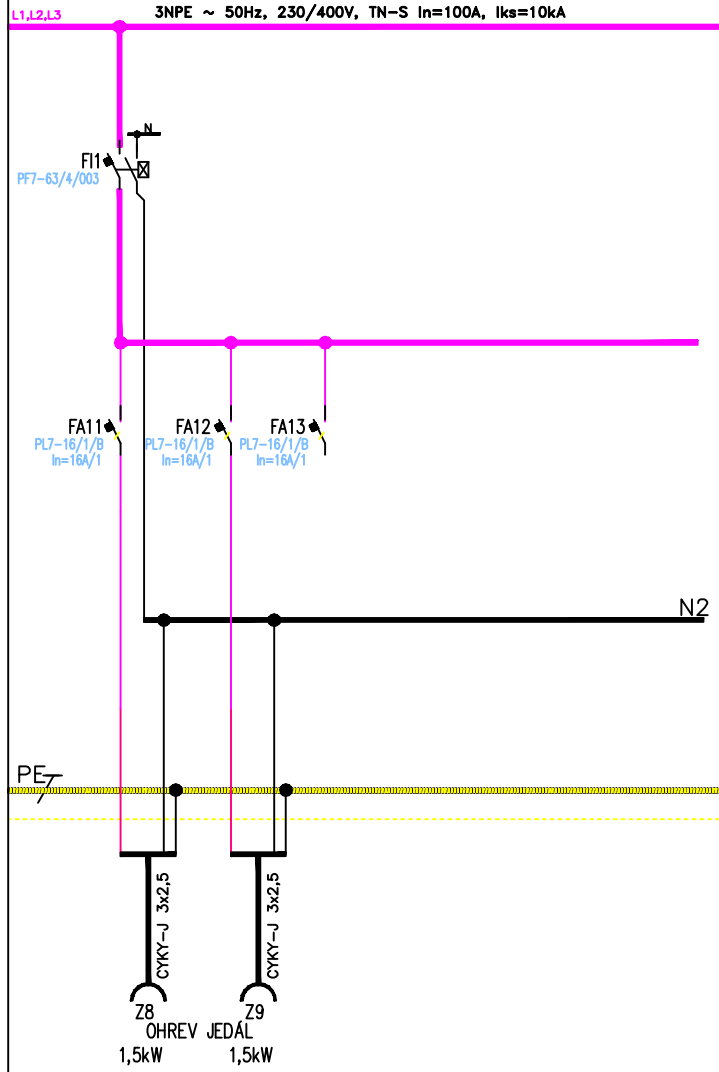 L1,L2,L3
3NPE ~ 50Hz, 230/400V, TN-S In=100A, Iks=10kA
N
FI1
PF7-63/4/003
FA11
PL7-16/1/B
In=16A/1
FA12
PL7-16/1/B
In=16A/1
FA13
PL7-16/1/B
In=16A/1
N2
PE
CYKY-J 3x2,5
CYKY-J 3x2,5
Z8
Z9
OHREV JEDÁL
1,5kW
1,5kW